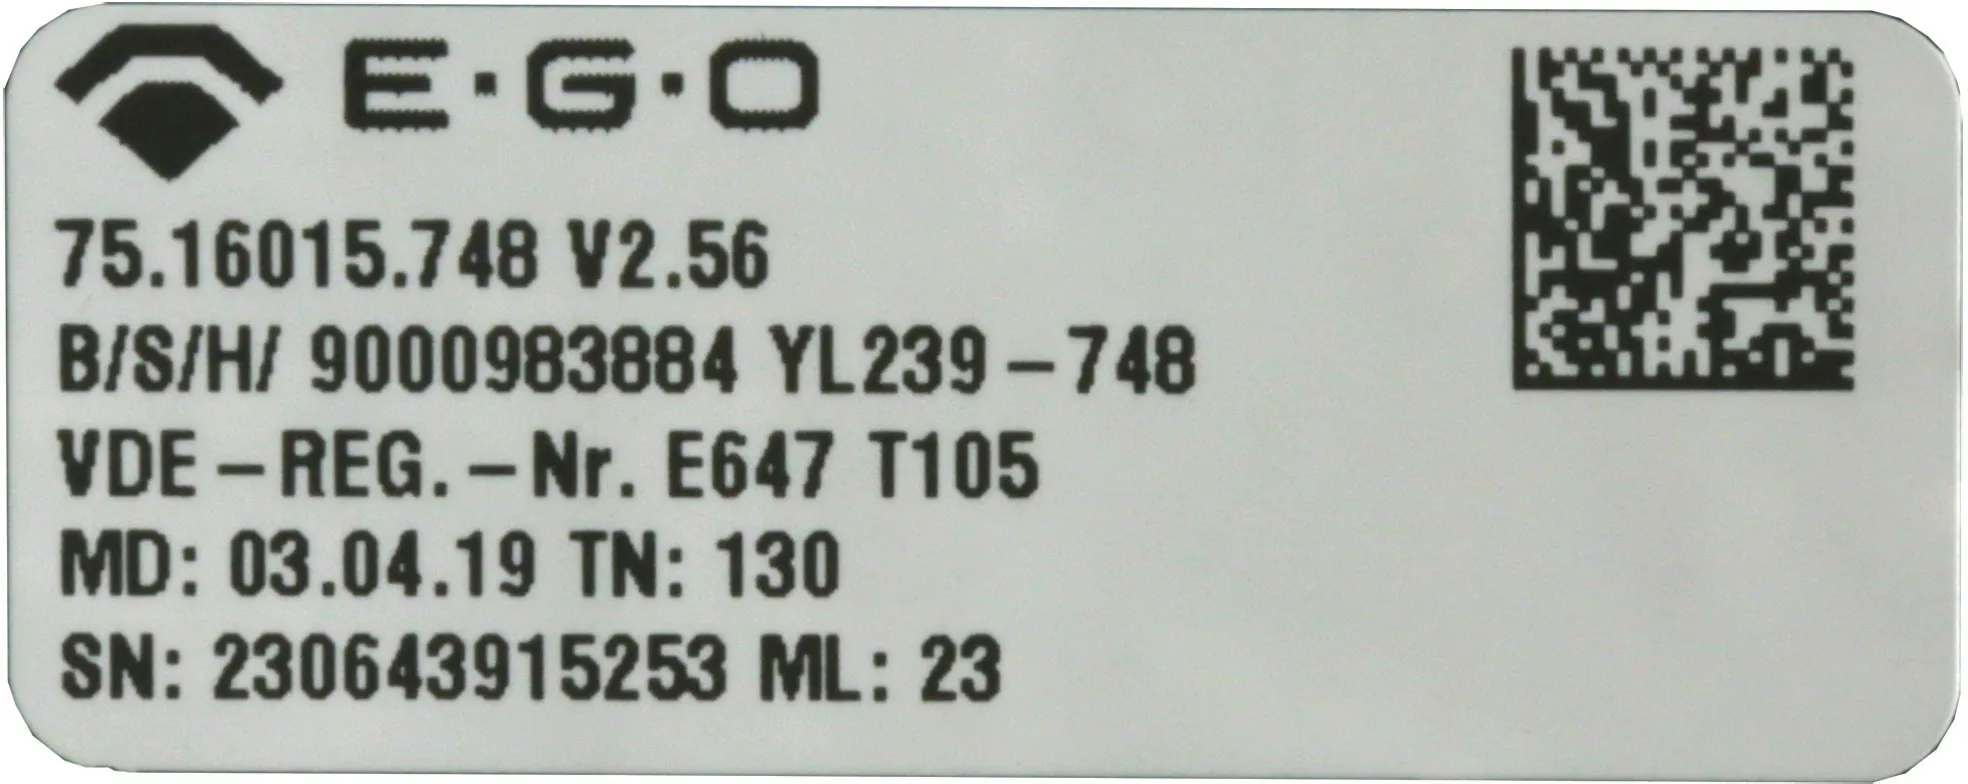 E·G·O
75.16015.748 V2.56
B/S/H/ 9000983884 YL239-748
VDE-REG.-Nr. E647 T105
MD: 03.04.19 TN: 130
SN: 230643915253 ML: 23